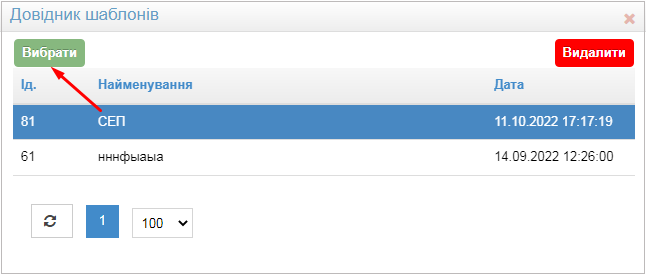 Довідник шаблонів
Вибрати Видалити
Ід. Найменування Дата
81 СЕП 11.10.2022 17:17:19
61 нннфыаыа 14.09.2022 12:26:00
1 100